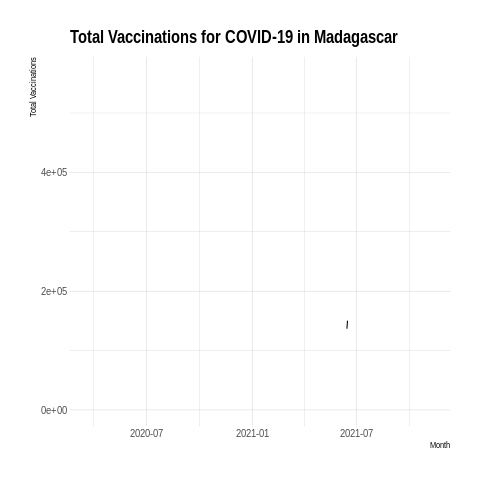 Total Vaccinations for COVID-19 in Madagascar
Total Vaccinations
4e+05
2e+05
0e+00
2020-07
2021-01
2021-07
Month